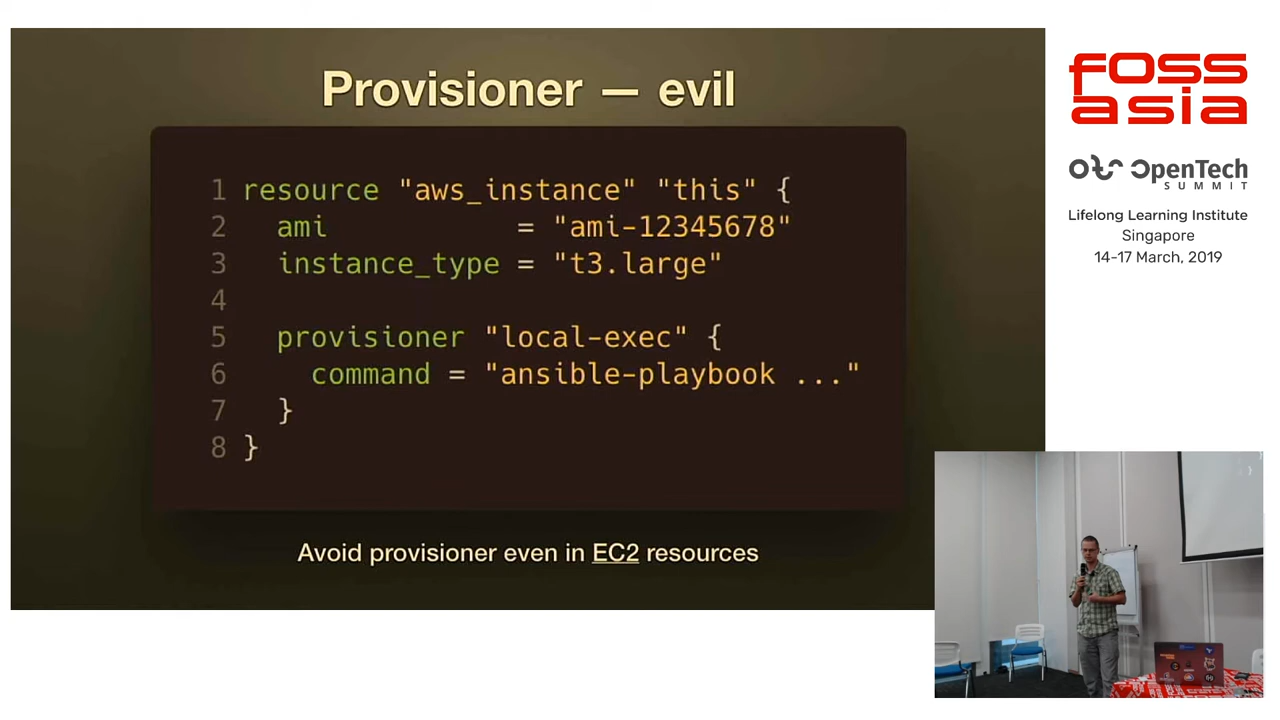 Provisioner — evil
1 resource "aws_instance" "this" {
2 ami = "ami-12345678"
3 instance_type = "t3.large"
4
5 provisioner "local-exec" {
6 command = "ansible-playbook ..."
7 }
8 }
Avoid provisioner even in EC2 resources
FOSS
asia
OpenTech
SUMMIT
Lifelong Learning Institute
Singapore
14-17 March, 2019